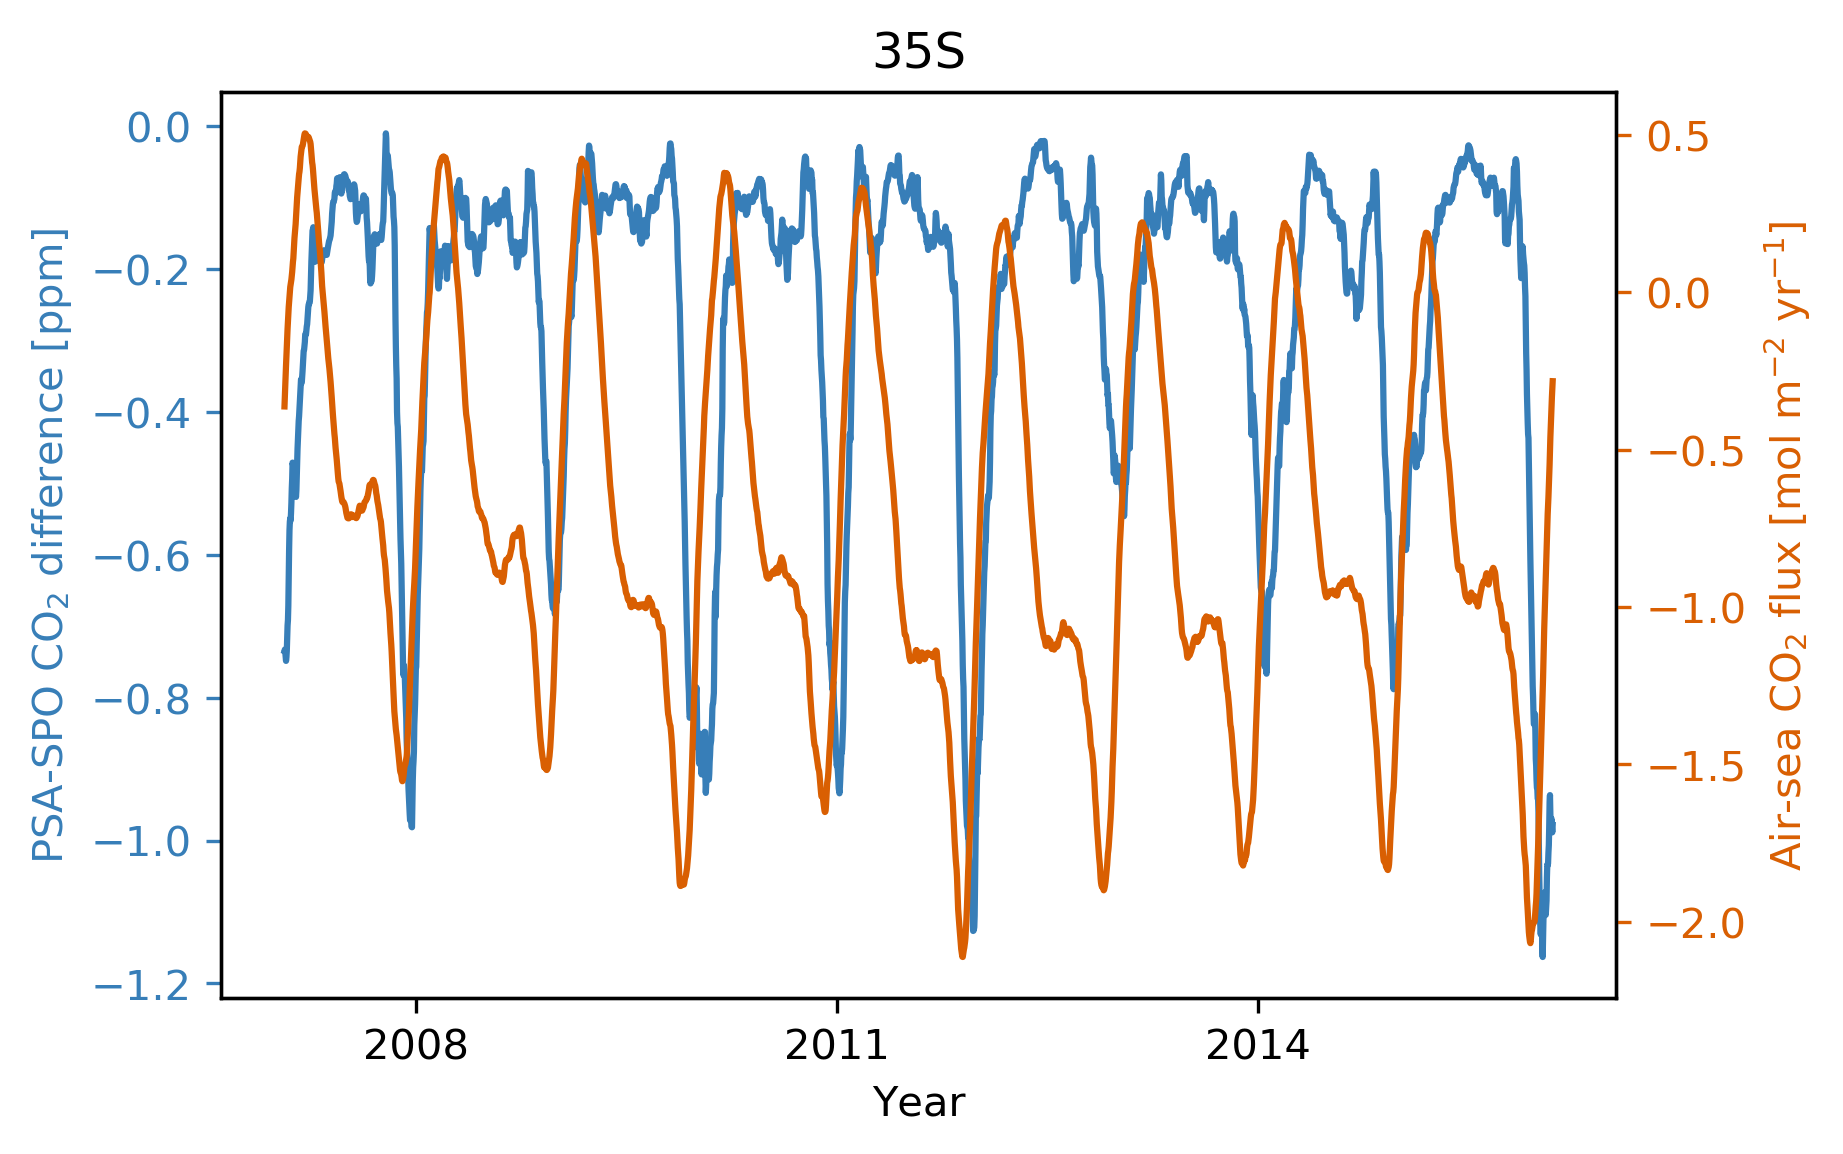 35S
PSA-SPO CO₂ difference [ppm]
0.0
−0.2
−0.4
−0.6
−0.8
−1.0
−1.2
0.5
0.0
−0.5
−1.0
−1.5
−2.0
Air-sea CO₂ flux [mol m⁻² yr⁻¹]
2008 2011 2014
Year